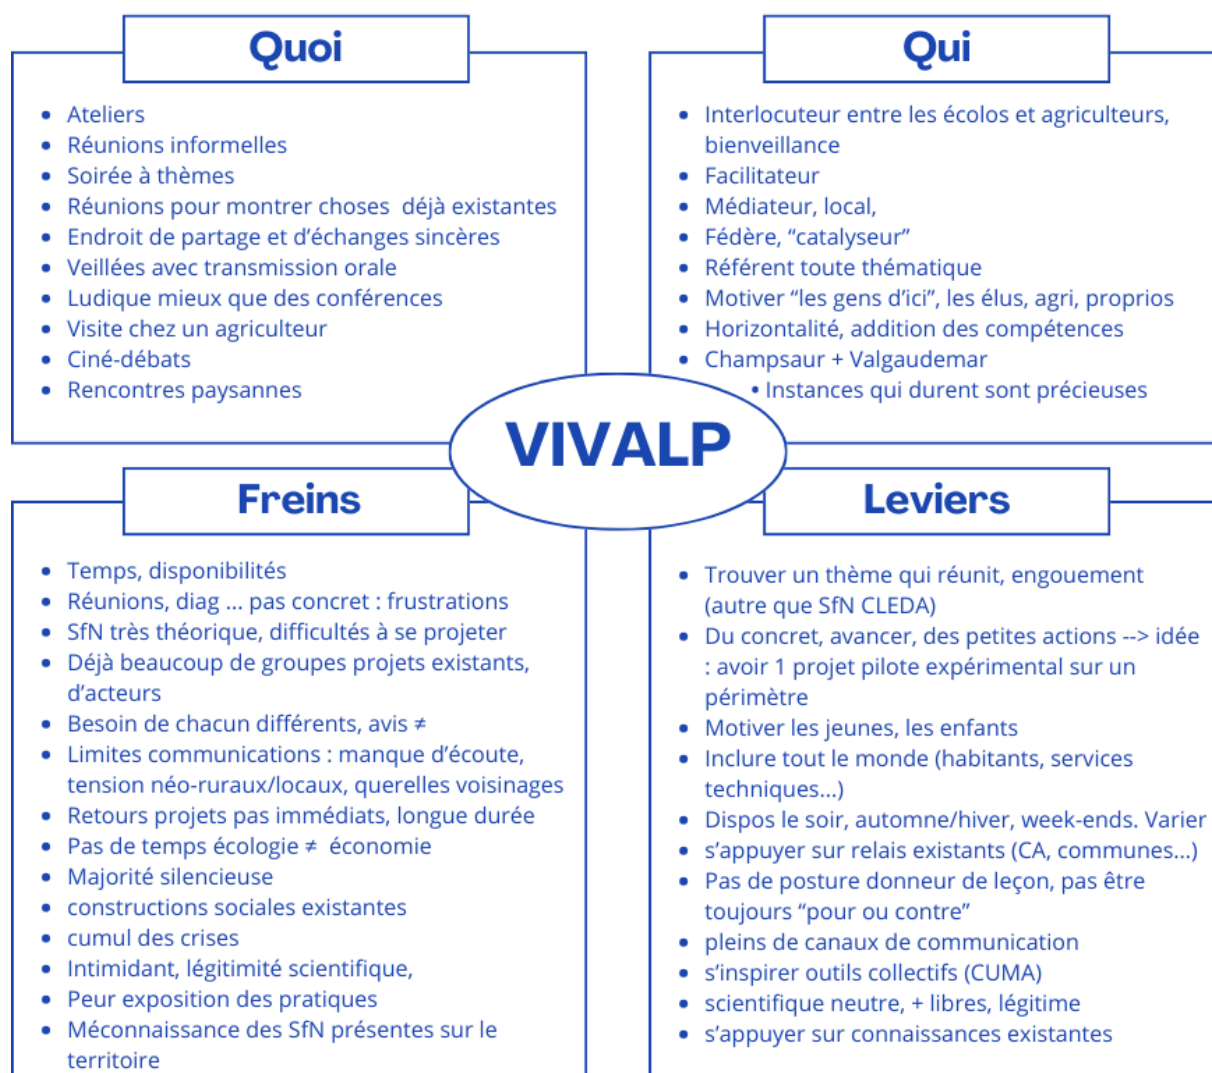 Quoi
• Ateliers
• Réunions informelles
• Soirée à thèmes
• Réunions pour montrer choses  déjà existantes
• Endroit de partage et d’échanges sincères
• Veillées avec transmission orale
• Ludique mieux que des conférences
• Visite chez un agriculteur
• Ciné-débats
• Rencontres paysannes
Qui
• Interlocuteur entre les écolos et agriculteurs,
bienveillance
• Facilitateur
• Médiateur, local,
• Fédère, “catalyseur”
• Référent toute thématique
• Motiver “les gens d’ici”, les élus, agri, proprios
• Horizontalité, addition des compétences
• Champsaur + Valgaudemar
• Instances qui durent sont précieuses
VIVALP
Freins
• Temps, disponibilités
• Réunions, diag ... pas concret : frustrations
• SfN très théorique, difficultés à se projeter
• Déjà beaucoup de groupes projets existants,
d’acteurs
• Besoin de chacun différents, avis ≠
• Limites communications : manque d’écoute,
tension néo-ruraux/locaux, querelles voisinages
• Retours projets pas immédiats, longue durée
• Pas de temps écologie ≠  économie
• Majorité silencieuse
• constructions sociales existantes
• cumul des crises
• Intimidant, légitimité scientifique,
• Peur exposition des pratiques
• Méconnaissance des SfN présentes sur le
territoire
Leviers
• Trouver un thème qui réunit, engouement
(autre que SfN CLEDA)
• Du concret, avancer, des petites actions --> idée
: avoir 1 projet pilote expérimental sur un
périmètre
• Motiver les jeunes, les enfants
• Inclure tout le monde (habitants, services
techniques...)
• Dispos le soir, automne/hiver, week-ends. Varier
• s’appuyer sur relais existants (CA, communes...)
• Pas de posture donneur de leçon, pas être
toujours “pour ou contre”
• pleins de canaux de communication
• s’inspirer outils collectifs (CUMA)
• scientifique neutre, + libres, légitime
• s’appuyer sur connaissances existantes